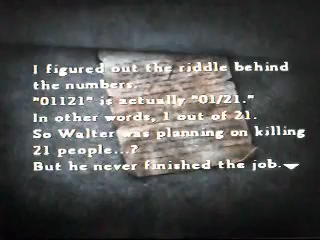 I figured out the riddle behind
the numbers.
"01121" is actually "01/21."
In other words, 1 out of 21.
So Walter was planning on killing
21 people...?
But he never finished the job.